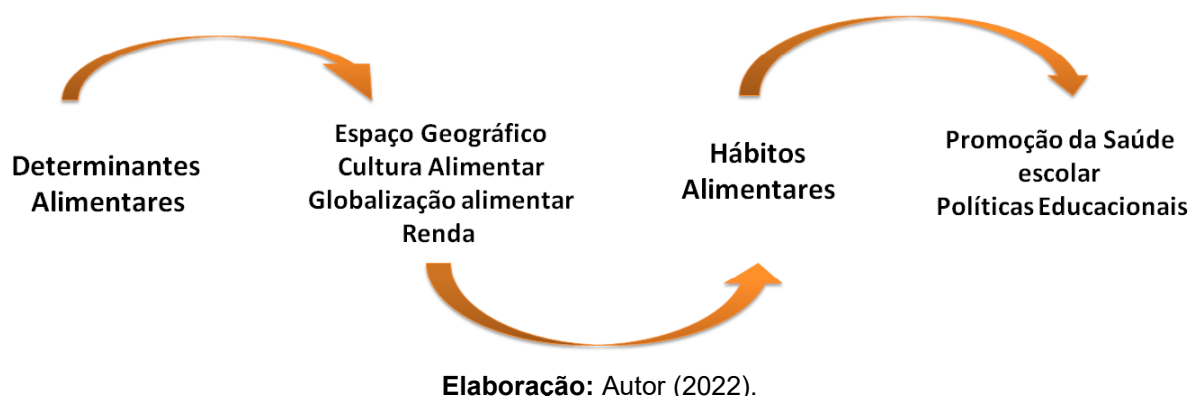 Determinantes
Alimentares
Espaço Geográfico
Cultura Alimentar
Globalização alimentar
Renda
Hábitos
Alimentares
Promoção da Saúde
escolar
Políticas Educacionais
Elaboração: Autor (2022).